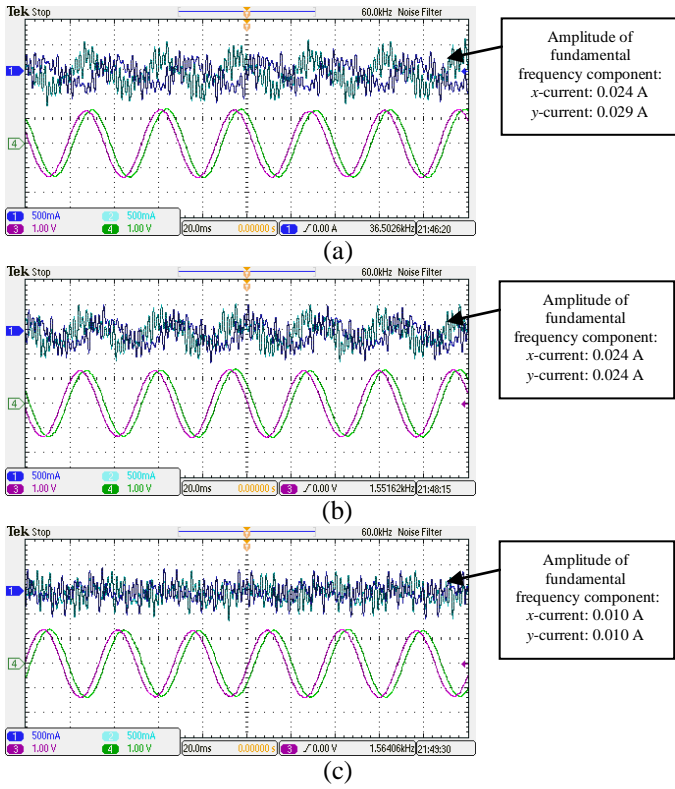 Tek Stop 60.0kHz Noise Filter
1
4
1 500mA 2 500mA
3 1.00 V 4 1.00 V 20.0ms 0.00000 s 1 0.00 A 36.5026kHz 21:46:20
Amplitude of
fundamental
frequency component:
x-current: 0.024 A
y-current: 0.029 A
(a)
Tek Stop 60.0kHz Noise Filter
1
4
1 500mA 2 500mA
3 1.00 V 4 1.00 V 20.0ms 0.00000 s 3 0.00 V 1.55162kHz 21:48:15
Amplitude of
fundamental
frequency component:
x-current: 0.024 A
y-current: 0.024 A
(b)
Tek Stop 60.0kHz Noise Filter
1
4
1 500mA 2 500mA
3 1.00 V 4 1.00 V 20.0ms 0.00000 s 3 0.00 V 1.56406kHz 21:49:30
Amplitude of
fundamental
frequency component:
x-current: 0.010 A
y-current: 0.010 A
(c)